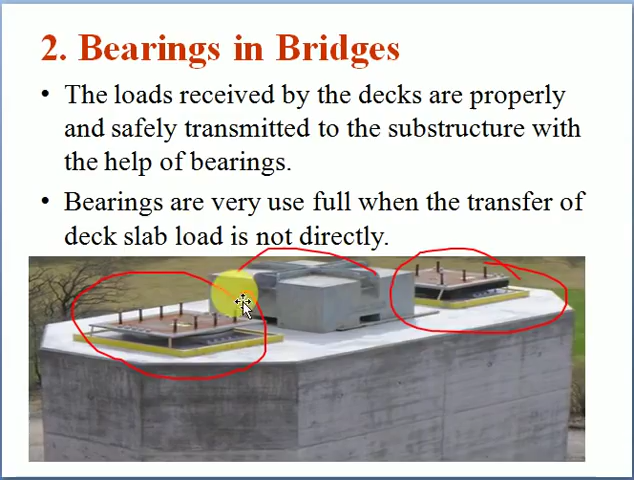 2. Bearings in Bridges
• The loads received by the decks are properly
and safely transmitted to the substructure with
the help of bearings.
• Bearings are very use full when the transfer of
deck slab load is not directly.